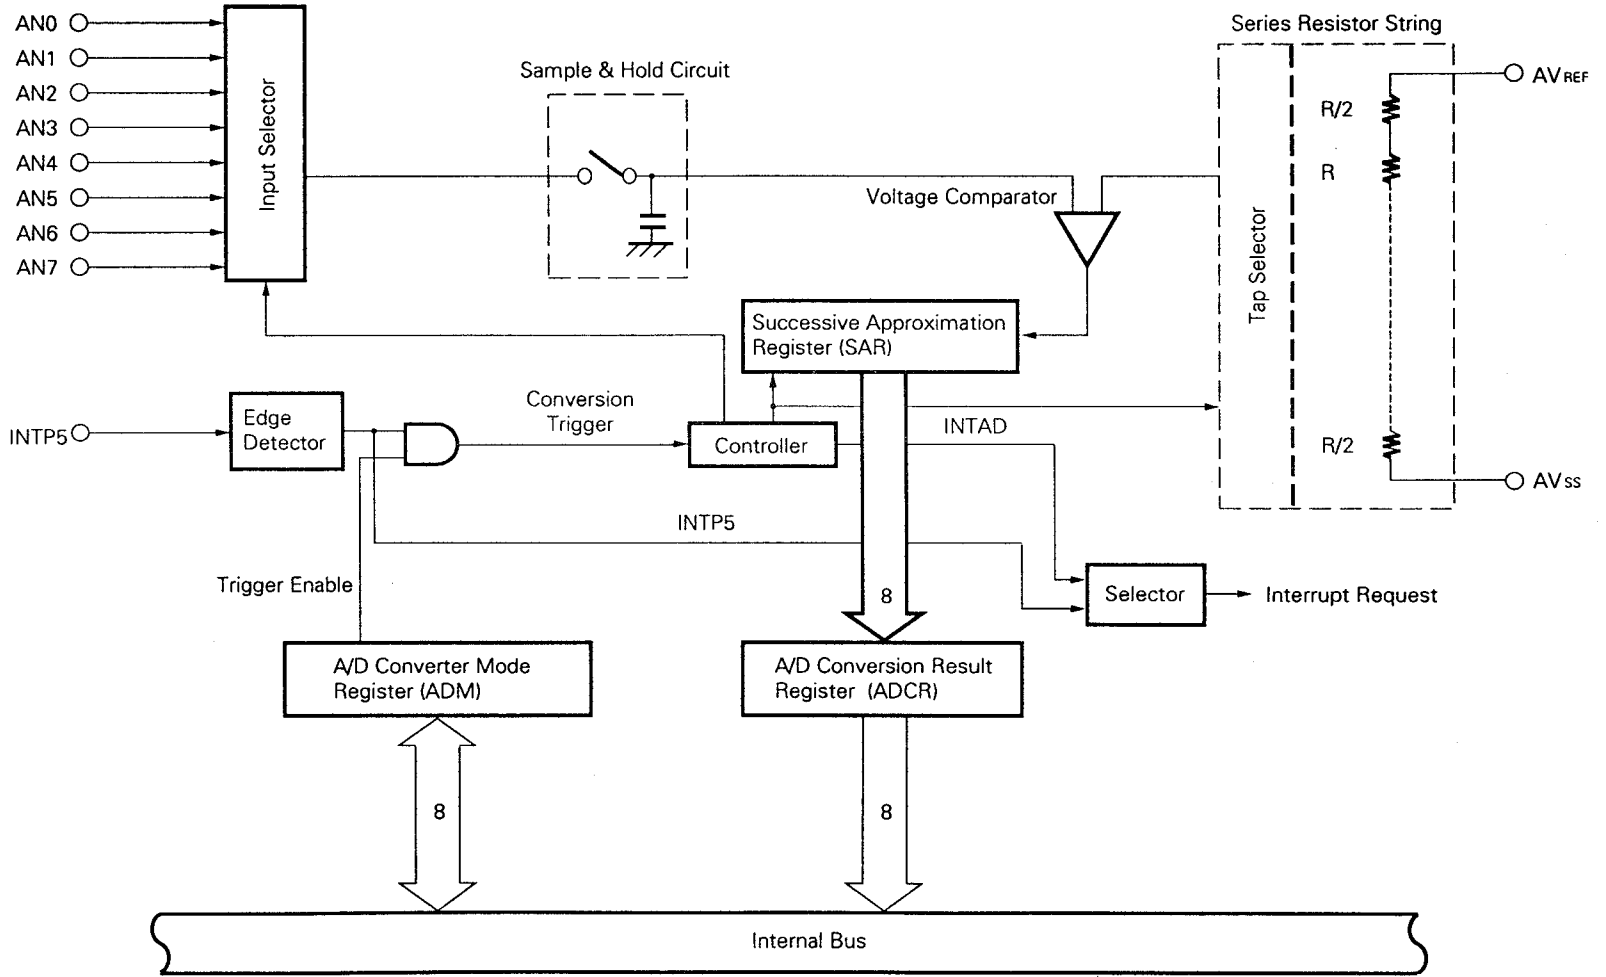 AN0
AN1
AN2
AN3
AN4
AN5
AN6
AN7
Input Selector
Sample & Hold Circuit
Voltage Comparator
Series Resistor String
Tap Selector
R/2
R
R/2
AVREF
AVSS
Successive Approximation
Register (SAR)
INTP5
Edge
Detector
Conversion
Trigger
Controller
INTAD
INTP5
Trigger Enable
8
Selector
Interrupt Request
A/D Converter Mode
Register (ADM)
A/D Conversion Result
Register (ADCR)
8
8
Internal Bus